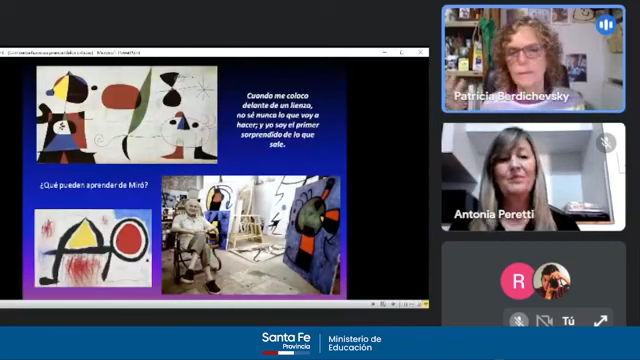 Cuando me coloco
delante de un lienzo,
no sé nunca lo que voy a
hacer; y yo soy el primer
sorprendido de lo que
sale.
¿Qué pueden aprender de Miró?
Patricia Berdichevsky
Antonia Peretti
R
Tú
Santa Fe
Provincia
Ministerio de
Educación